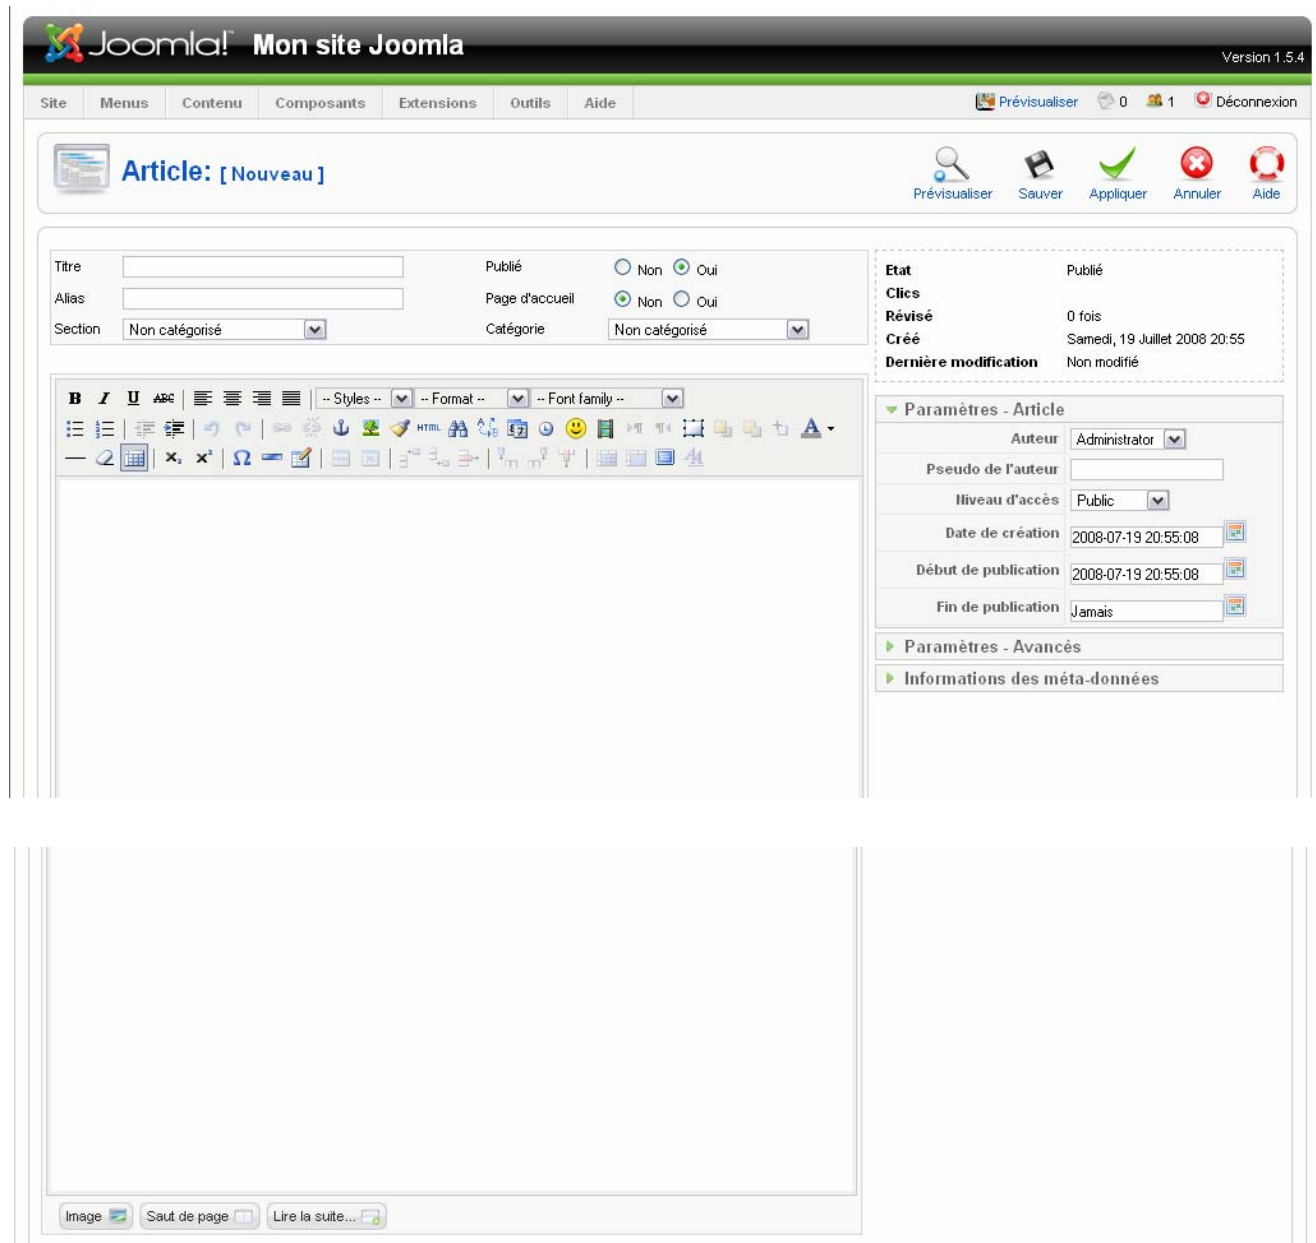 Joomla! Mon site Joomla
Version 1.5.4
Site Menus Contenu Composants Extensions Outils Aide Prévisualiser 0 1 Déconnexion
Article: [ Nouveau ]
Prévisualiser Sauver Appliquer Annuler Aide
Titre Publié Non Oui
Alias Page d'accueil Non Oui
Section Non catégorisé Catégorie Non catégorisé
Etat Publié
Clics
Révisé 0 fois
Créé Samedi, 19 Juillet 2008 20:55
Dernière modification Non modifié
B I U ABC -- Styles -- -- Format -- -- Font family --
HTML A
x₂ x² Ω
Paramètres - Article
Auteur Administrator
Pseudo de l'auteur
Niveau d'accès Public
Date de création 2008-07-19 20:55:08
Début de publication 2008-07-19 20:55:08
Fin de publication Jamais
Paramètres - Avancés
Informations des méta-données
Image Saut de page Lire la suite...